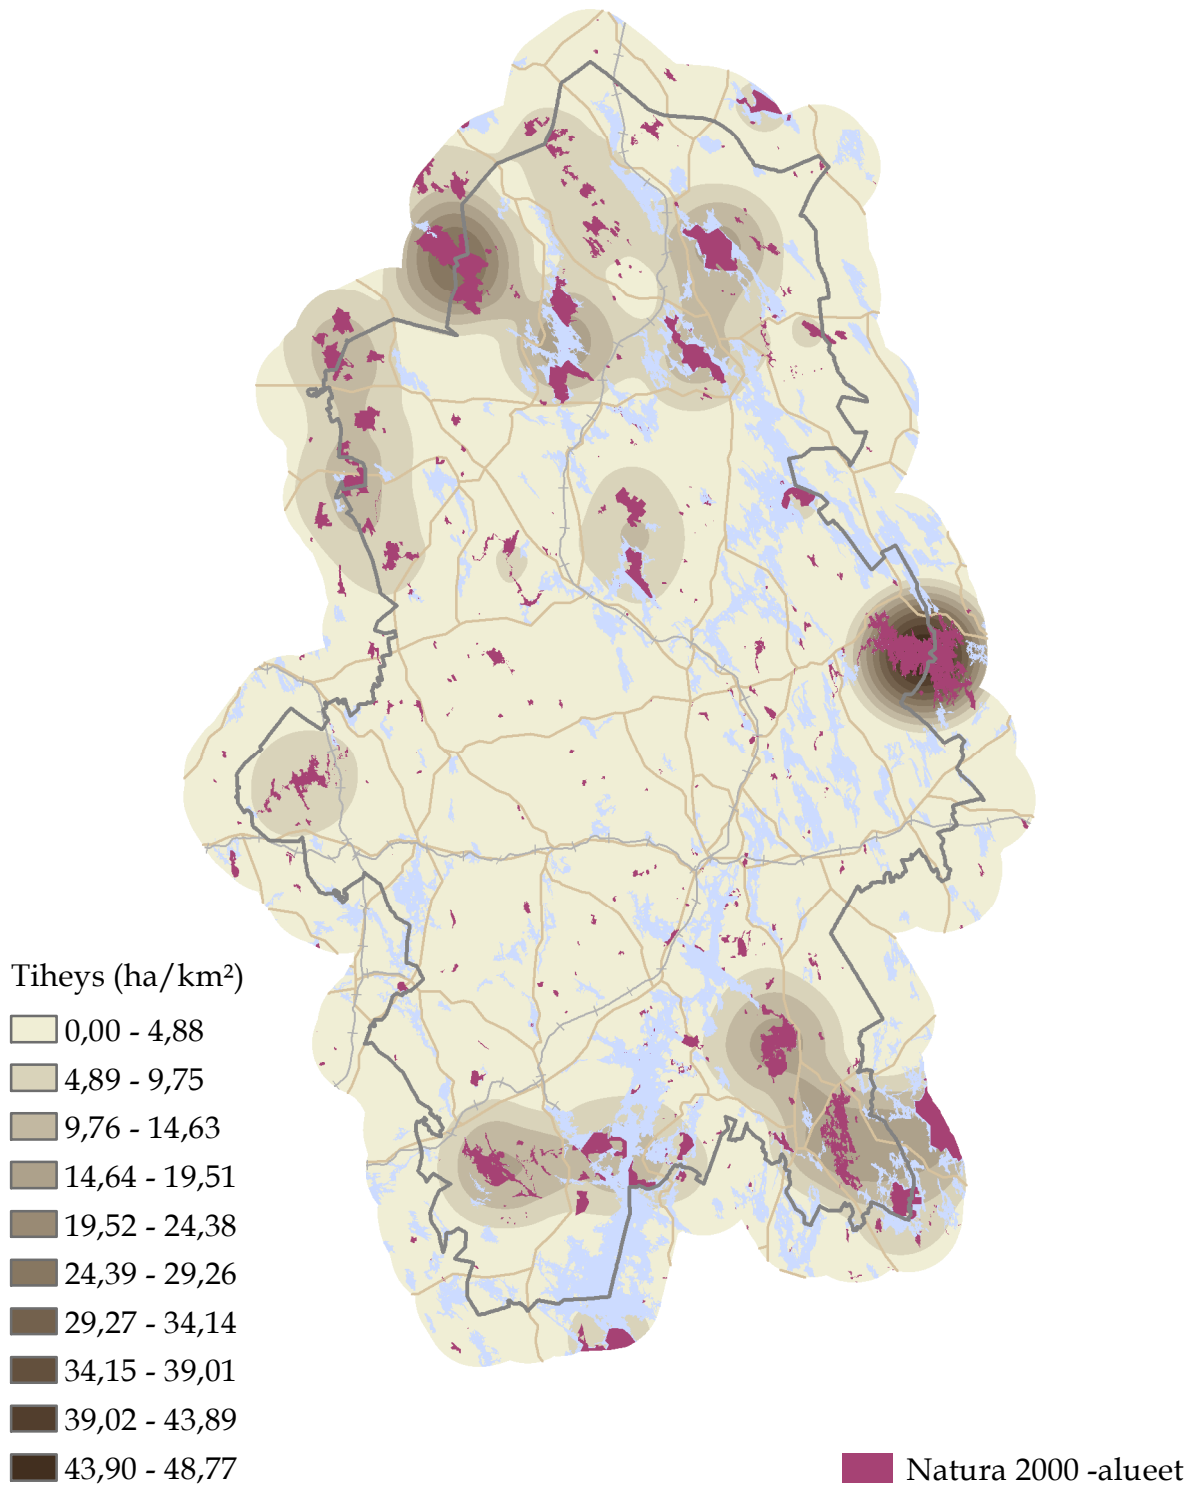 Tiheys (ha/km²)
0,00 - 4,88
4,89 - 9,75
9,76 - 14,63
14,64 - 19,51
19,52 - 24,38
24,39 - 29,26
29,27 - 34,14
34,15 - 39,01
39,02 - 43,89
43,90 - 48,77
Natura 2000 -alueet